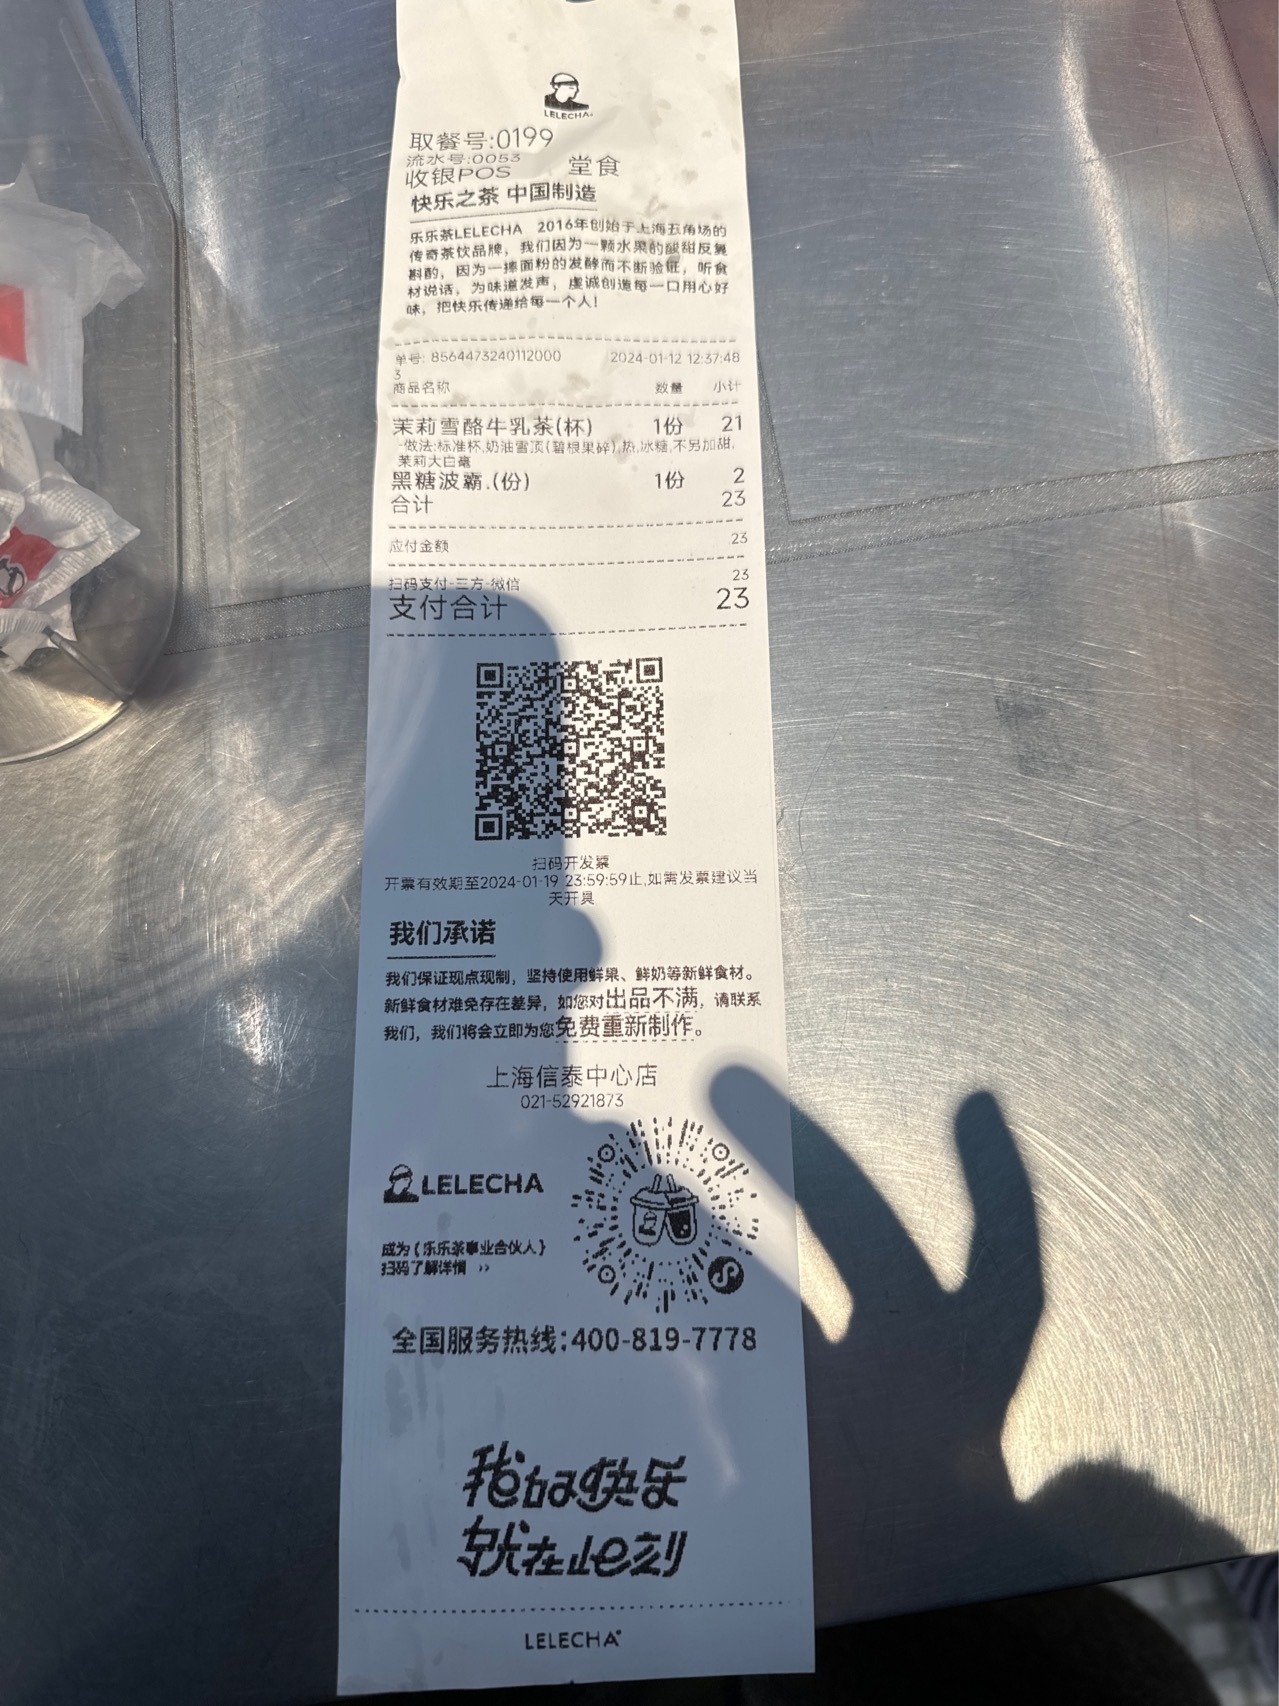 LELECHA
取餐号:0199
流水号:0053
收银POS 堂食
快乐之茶 中国制造
乐乐茶LELECHA 2016年创始于上海五角场的
传奇茶饮品牌，我们因为一颗水果的酸甜反复
斟酌，因为一捧面粉的发酵而不断验证，听食
材说话，为味道发声，虔诚创造每一口用心好
味，把快乐传递给每一个人！
单号: 8564473240112000 2024-01-12 12:37:48
3
商品名称 数量 小计
茉莉雪酪牛乳茶(杯) 1份 21
-做法:标准杯,奶油雪顶(碧根果碎),热,冰糖,不另加甜,
茉莉大白毫
黑糖波霸.(份) 1份 2
合计 23
应付金额 23
扫码支付-三方-微信 23
支付合计 23
扫码开发票
开票有效期至2024-01-19 23:59:59止,如需发票建议当
天开具
我们承诺
我们保证现点现制，坚持使用鲜果、鲜奶等新鲜食材。
新鲜食材难免存在差异，如您对出品不满，请联系
我们，我们将会立即为您免费重新制作。
上海信泰中心店
021-52921873
LELECHA
成为{乐乐茶事业合伙人}
扫码了解详情 >>
全国服务热线:400-819-7778
我的快乐
就在此刻
LELECHA